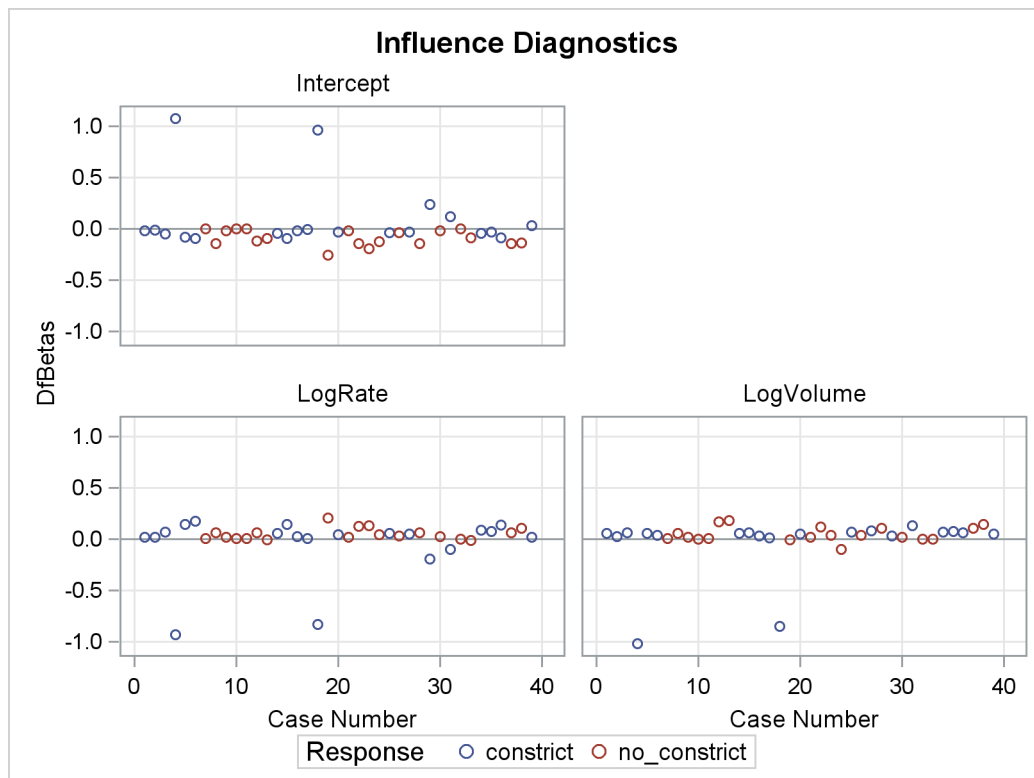 Influence Diagnostics
Intercept
1.0
0.5
0.0
-0.5
-1.0
DfBetas
LogRate
LogVolume
1.0
0.5
0.0
-0.5
-1.0
0 10 20 30 40
0 10 20 30 40
Case Number
Case Number
Response constrict no_constrict